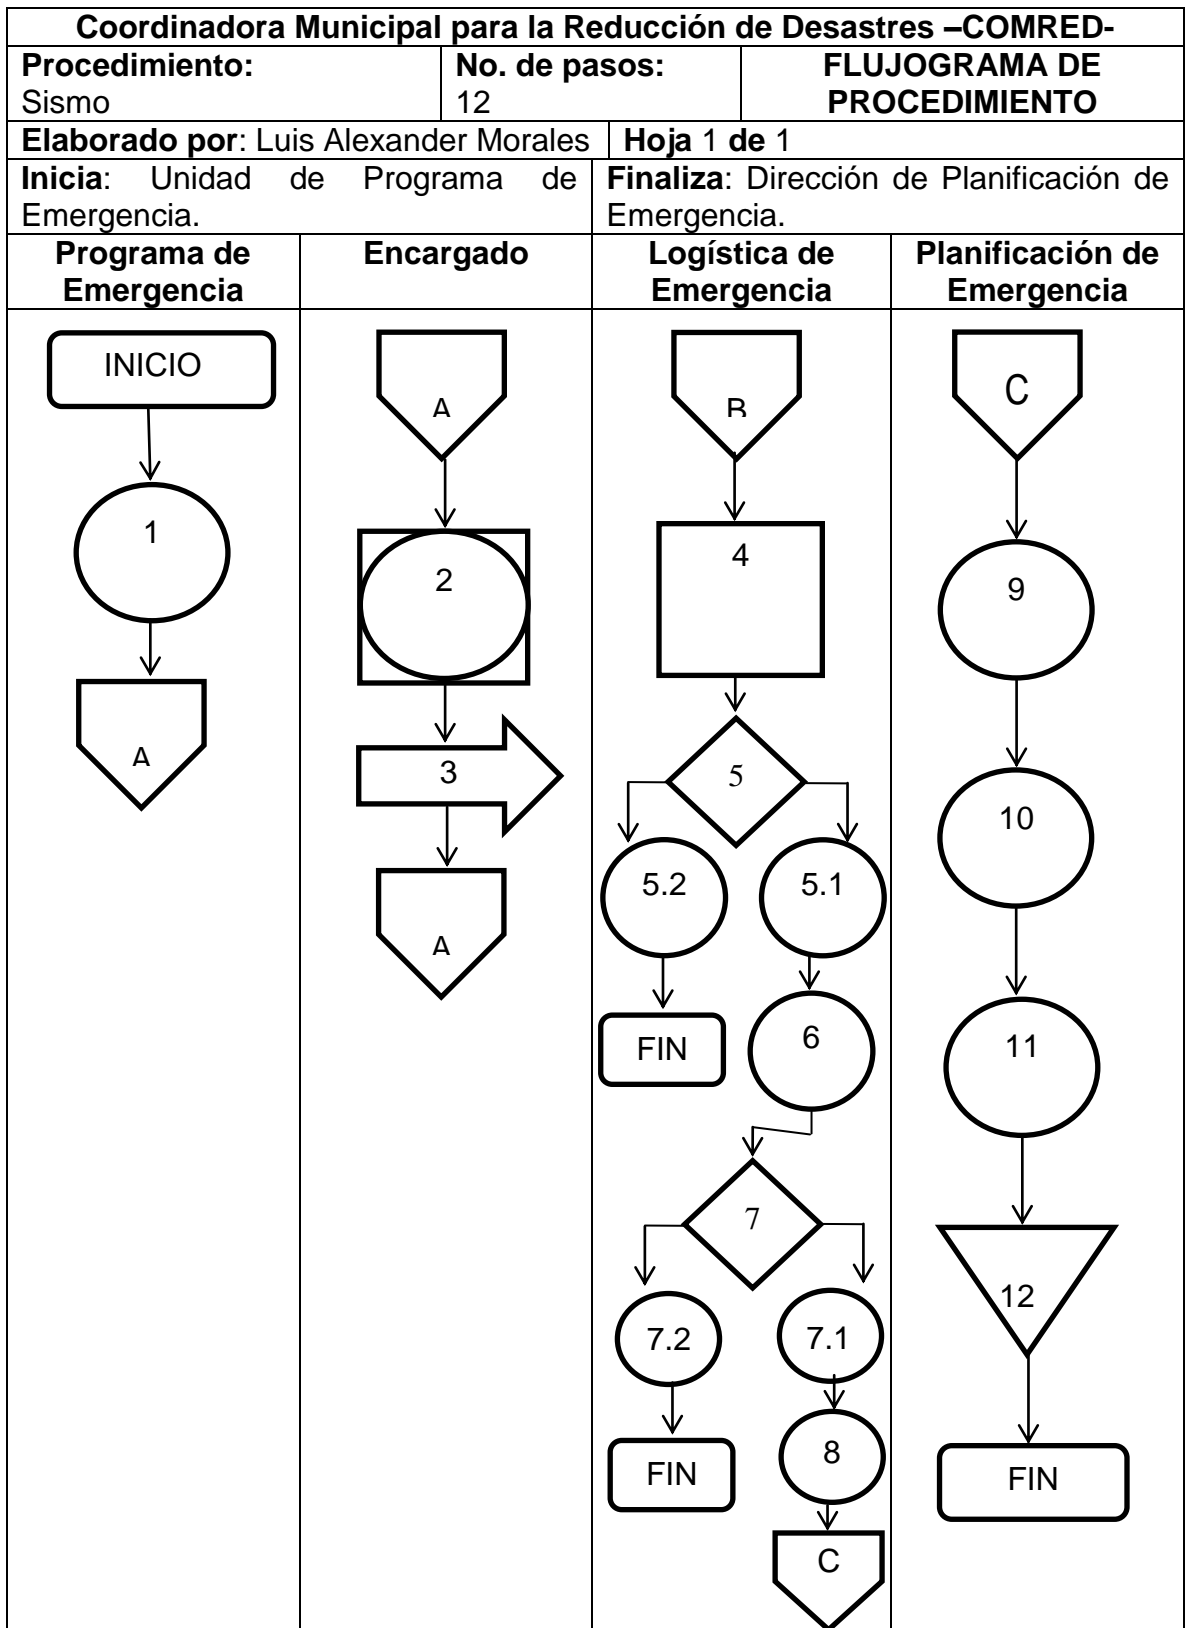 Coordinadora Municipal para la Reducción de Desastres –COMRED-
Procedimiento:
Sismo
No. de pasos:
12
FLUJOGRAMA DE
PROCEDIMIENTO
Elaborado por: Luis Alexander Morales
Hoja 1 de 1
Inicia: Unidad de Programa de
Emergencia.
Finaliza: Dirección de Planificación de
Emergencia.
Programa de
Emergencia
Encargado
Logística de
Emergencia
Planificación de
Emergencia
INICIO
1
A
A
2
3
A
B
4
5
5.2
5.1
FIN
6
7
7.2
7.1
FIN
8
C
C
9
10
11
12
FIN